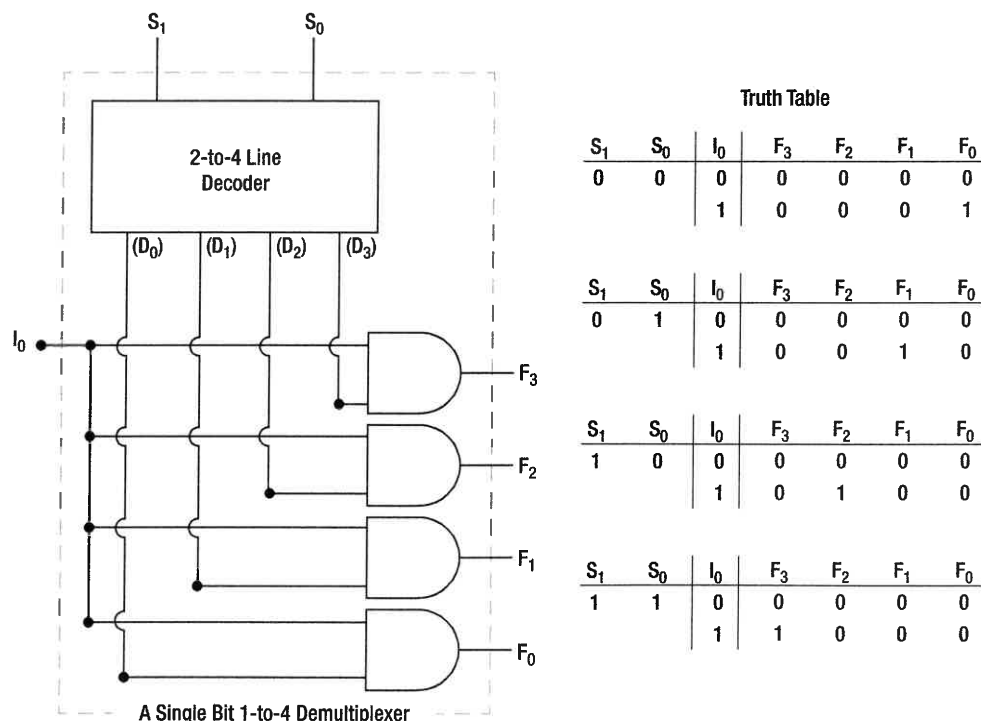 S₁ S₀
2-to-4 Line
Decoder
(D₀) (D₁) (D₂) (D₃)
I₀
F₃
F₂
F₁
F₀
A Single Bit 1-to-4 Demultiplexer
Truth Table
S₁ S₀ I₀ F₃ F₂ F₁ F₀
0 0 0 0 0 0 0
1 0 0 0 1
S₁ S₀ I₀ F₃ F₂ F₁ F₀
0 1 0 0 0 0 0
1 0 0 1 0
S₁ S₀ I₀ F₃ F₂ F₁ F₀
1 0 0 0 0 0 0
1 0 1 0 0
S₁ S₀ I₀ F₃ F₂ F₁ F₀
1 1 0 0 0 0 0
1 1 0 0 0